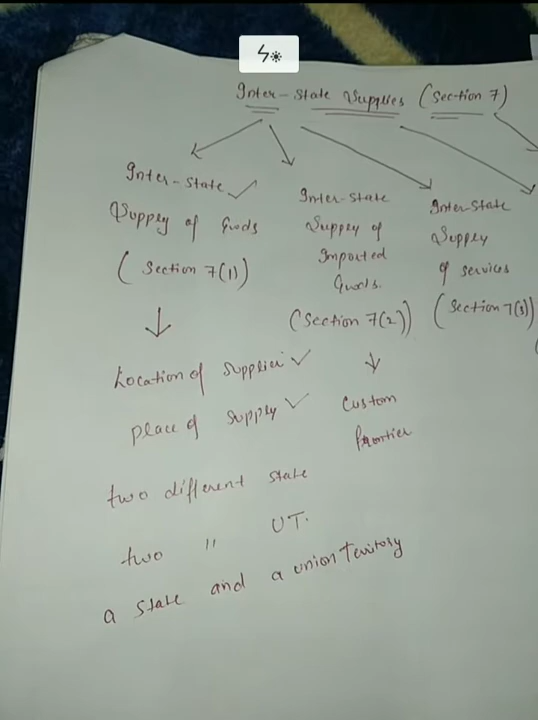 Inter-State Supplies (Section 7)
Inter-State
Supply of Goods
(Section 7(1))
Location of Supplier
place of Supply
two different state
two " UT.
a state and a union Territory
Inter-State
Supply of
Imported
Goods.
(Section 7(2))
Custom
Frontier
Inter-State
Supply
of services
(Section 7(3))